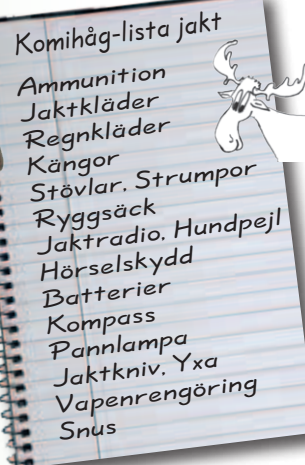 Komihåg-lista jakt
Ammunition
Jaktkläder
Regnkläder
Kängor
Stövlar, Strumpor
Ryggsäck
Jaktradio, Hundpejl
Hörselskydd
Batterier
Kompass
Pannlampa
Jaktkniv, Yxa
Vapenrengöring
Snus